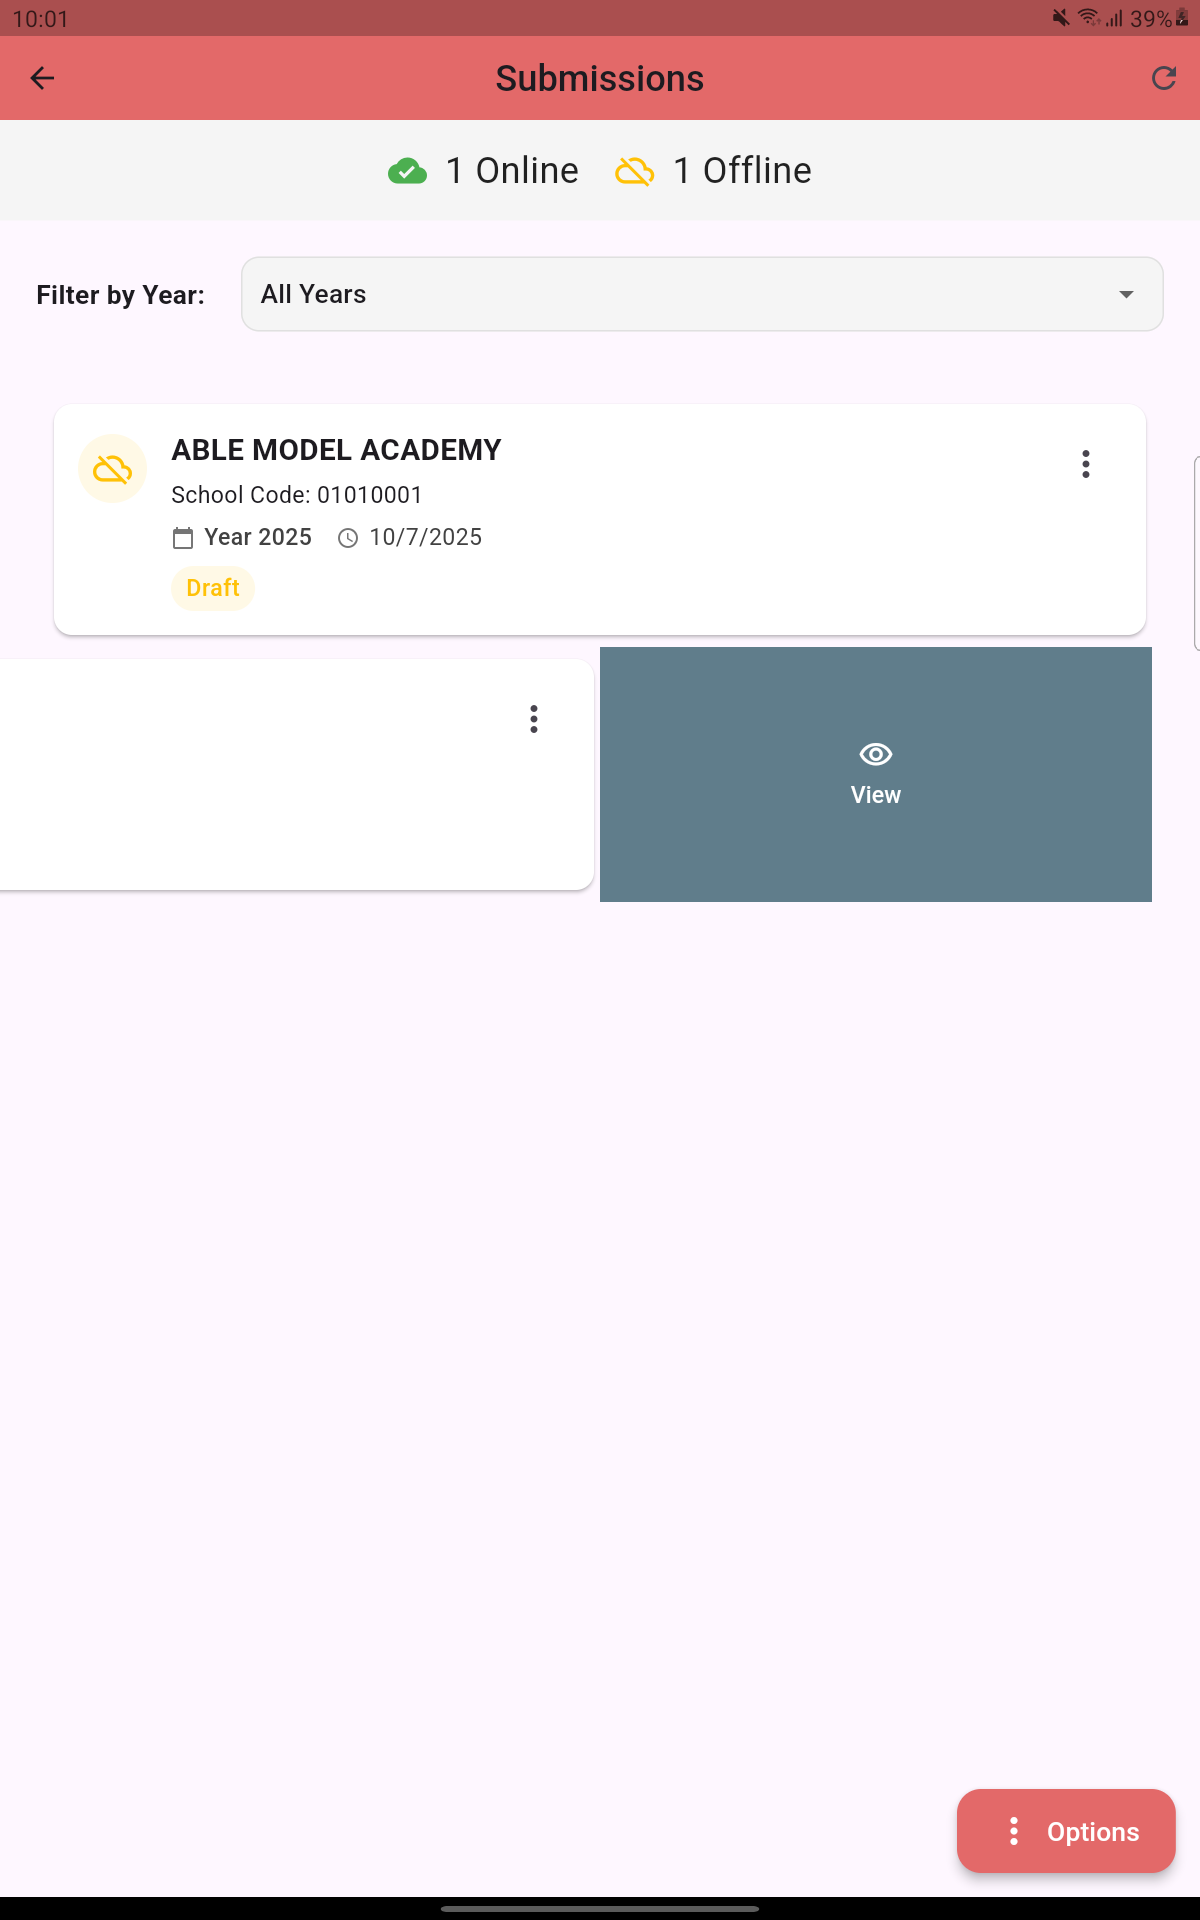 10:01
39%
Submissions
1 Online
1 Offline
Filter by Year:
All Years
ABLE MODEL ACADEMY
School Code: 01010001
Year 2025
10/7/2025
Draft
View
Options